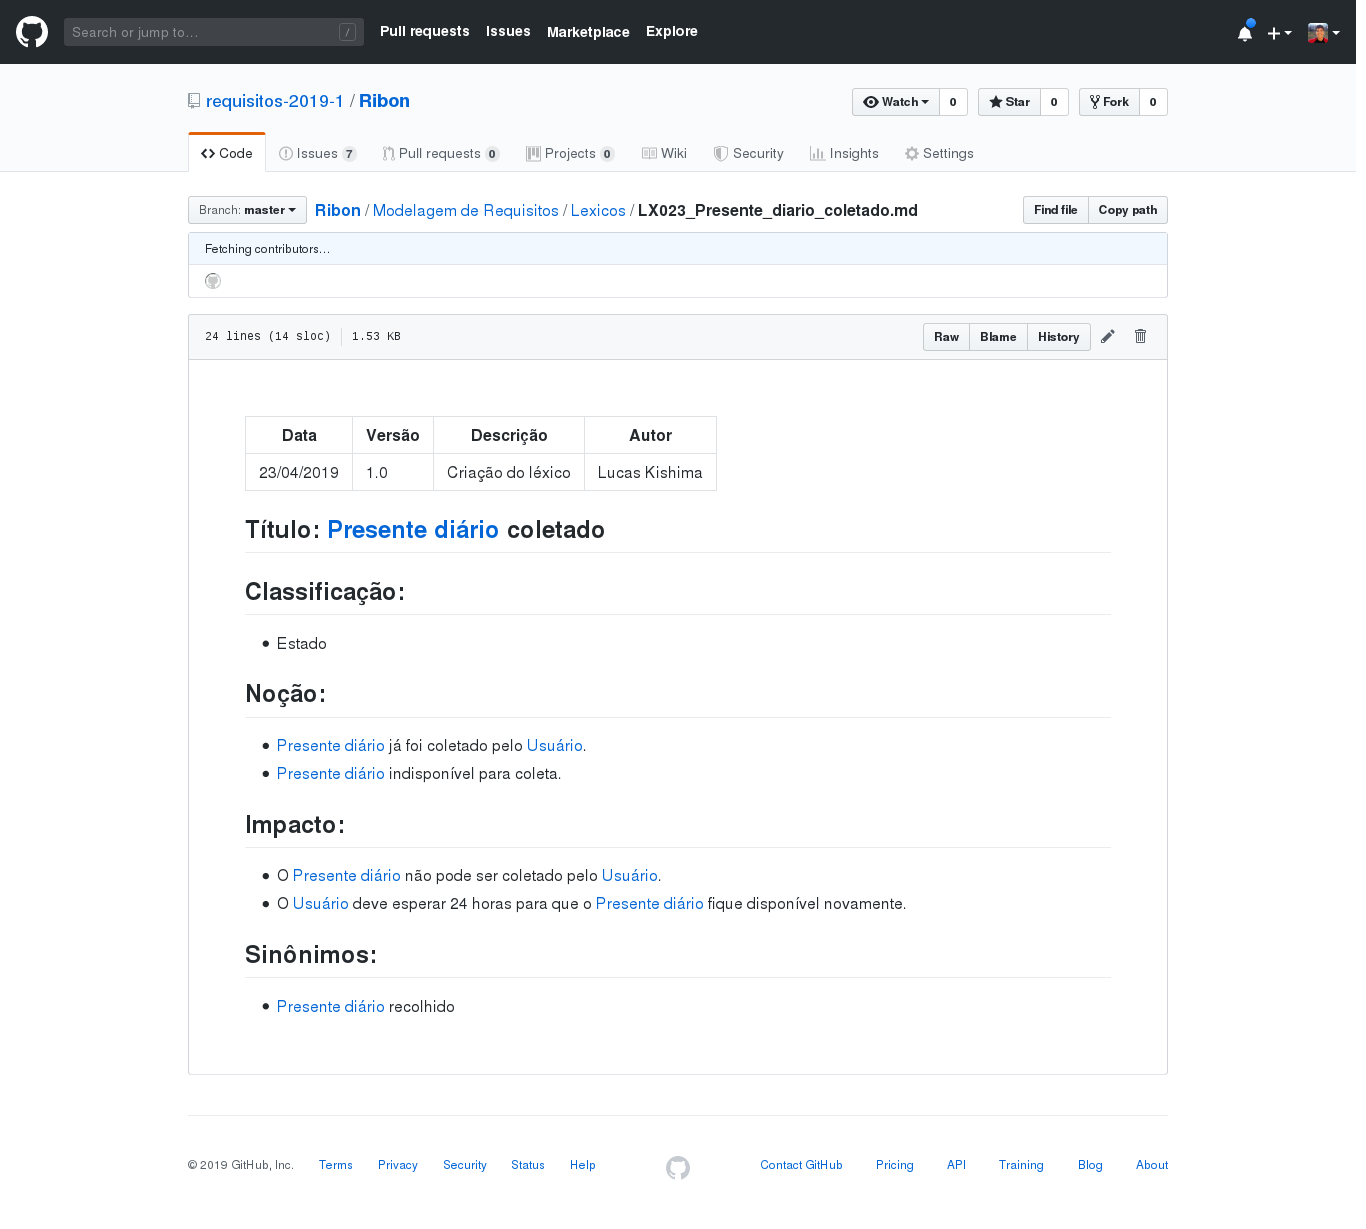 Search or jump to... /
Pull requests Issues Marketplace Explore
requisitos-2019-1 / Ribon
Watch 0 Star 0 Fork 0
Code Issues 7 Pull requests 0 Projects 0 Wiki Security Insights Settings
Branch: master Ribon / Modelagem de Requisitos / Lexicos / LX023_Presente_diario_coletado.md Find file Copy path
Fetching contributors…
24 lines (14 sloc) 1.53 KB Raw Blame History
Data Versão Descrição Autor
23/04/2019 1.0 Criação do léxico Lucas Kishima
Título: Presente diário coletado
Classificação:
• Estado
Noção:
• Presente diário já foi coletado pelo Usuário.
• Presente diário indisponível para coleta.
Impacto:
• O Presente diário não pode ser coletado pelo Usuário.
• O Usuário deve esperar 24 horas para que o Presente diário fique disponível novamente.
Sinônimos:
• Presente diário recolhido
© 2019 GitHub, Inc. Terms Privacy Security Status Help Contact GitHub Pricing API Training Blog About